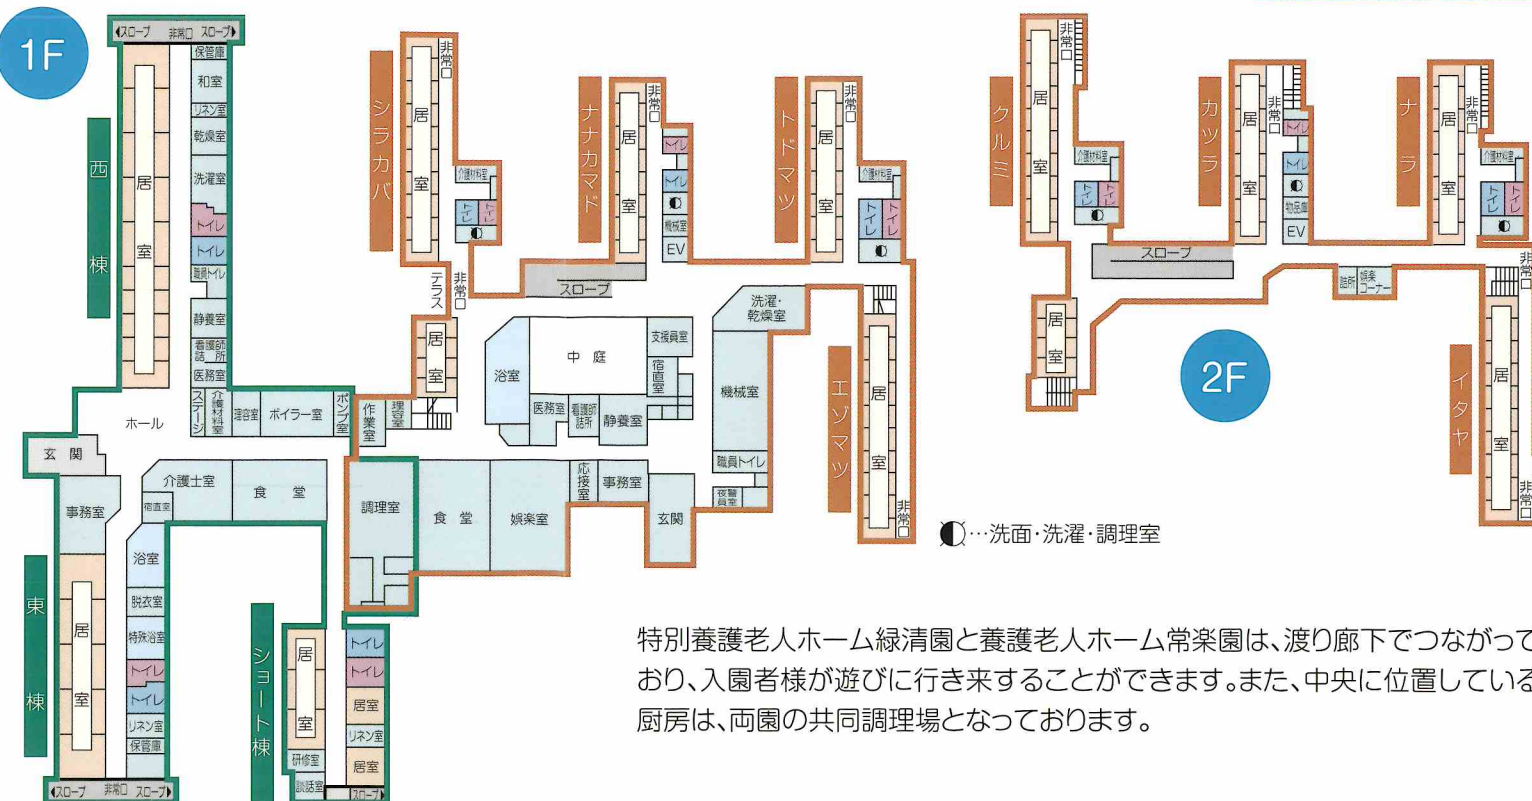 1F
スロープ 非常口 スロープ
保管庫
和室
リネン室
乾燥室
洗濯室
トイレ
トイレ
職員トイレ
静養室
看護師詰所
医務室
西棟
居室
ステージ
介護材料室
理容室
ボイラー室
ポンプ室
ホール
玄関
事務室
介護士室
宿直室
食堂
浴室
脱衣室
特殊浴室
トイレ
トイレ
リネン室
保管庫
東棟
居室
スロープ 非常口 スロープ
ショート棟
居室
研修室
談話室
トイレ
トイレ
居室
リネン室
居室
スロープ
シラカバ
居室
非常口
介護材料室
トイレ
トイレ
テラス
非常口
居室
作業室
理容室
調理室
ナナカマド
居室
非常口
トイレ
トイレ
機械室
EV
スロープ
トドマツ
居室
非常口
介護材料室
トイレ
トイレ
浴室
中庭
支援員室
宿直室
医務室
看護師詰所
静養室
洗濯・乾燥室
機械室
職員トイレ
夜警員室
食堂
娯楽室
応接室
事務室
玄関
エゾマツ
居室
非常口
クルミ
居室
非常口
介護材料室
トイレ
トイレ
スロープ
居室
カツラ
居室
非常口
トイレ
トイレ
物品庫
EV
ナラ
居室
非常口
介護材料室
トイレ
トイレ
詰所
娯楽コーナー
非常口
イタヤ
居室
非常口
2F
…洗面・洗濯・調理室
特別養護老人ホーム緑清園と養護老人ホーム常楽園は、渡り廊下でつながって
おり、入園者様が遊びに行き来することができます。また、中央に位置している
厨房は、両園の共同調理場となっております。